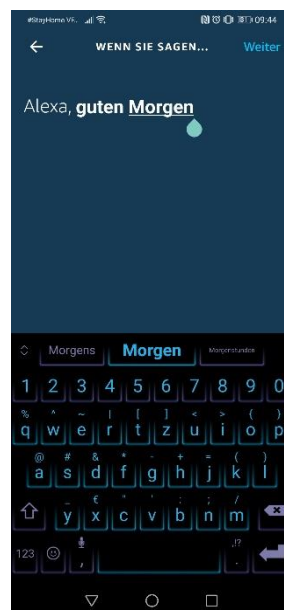 #StayHome VF.. 09:44
WENN SIE SAGEN... Weiter
Alexa, guten Morgen
Morgens Morgen Morgenstunden
1 2 3 4 5 6 7 8 9 0
% ^ ~ | [ ] < > { }
q w e r t z u i o p
@ # & * - + = ( )
a s d f g h j k l
_ € " ' : ; /
y x c v b n m
123 , .
,!?